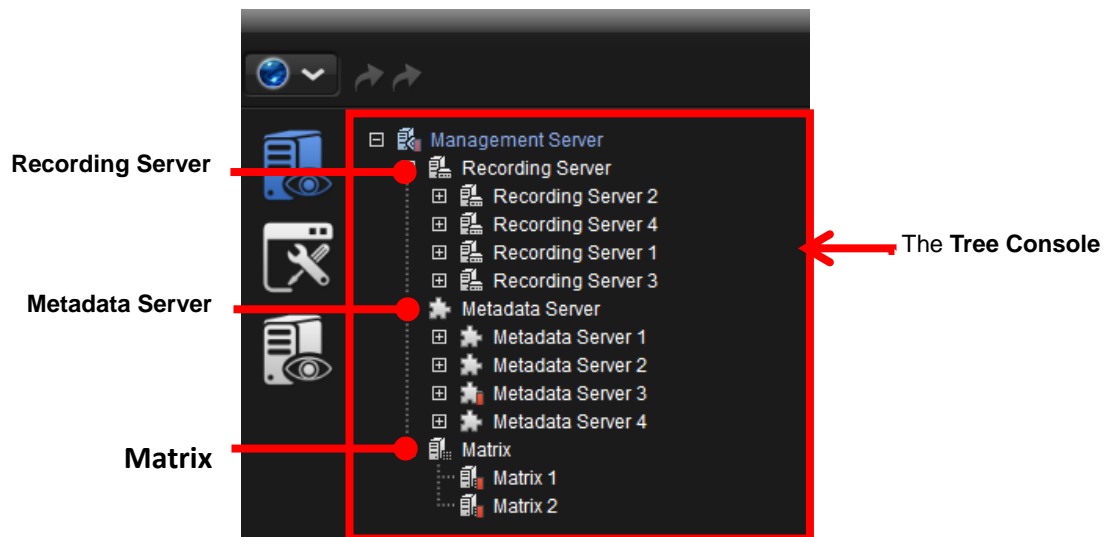 Management Server
Recording Server
Recording Server
Recording Server 2
Recording Server 4
The Tree Console
Recording Server 1
Recording Server 3
Metadata Server
Metadata Server
Metadata Server 1
Metadata Server 2
Metadata Server 3
Metadata Server 4
Matrix
Matrix
Matrix 1
Matrix 2